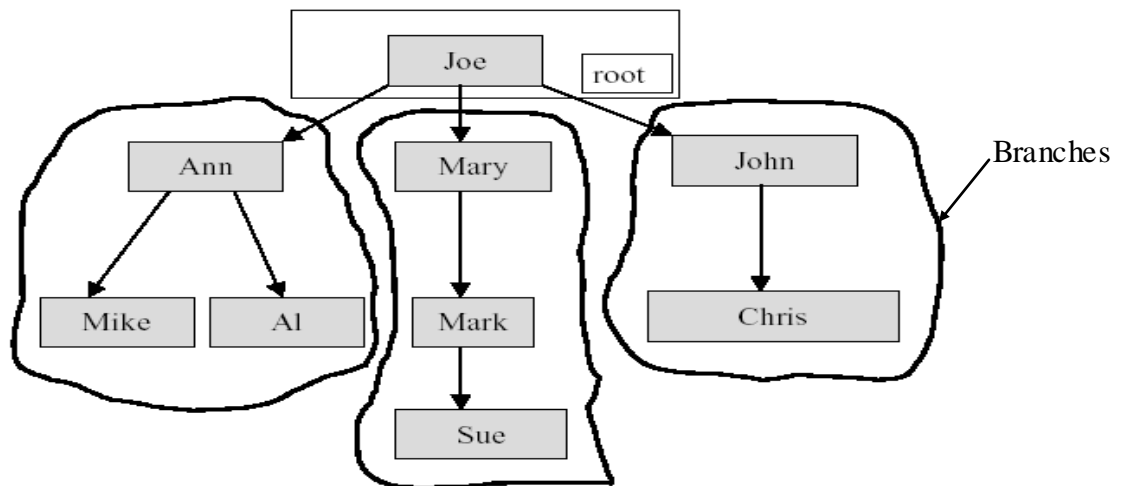 Joe
root
Branches
Ann
Mary
John
Mike
Al
Mark
Chris
Sue